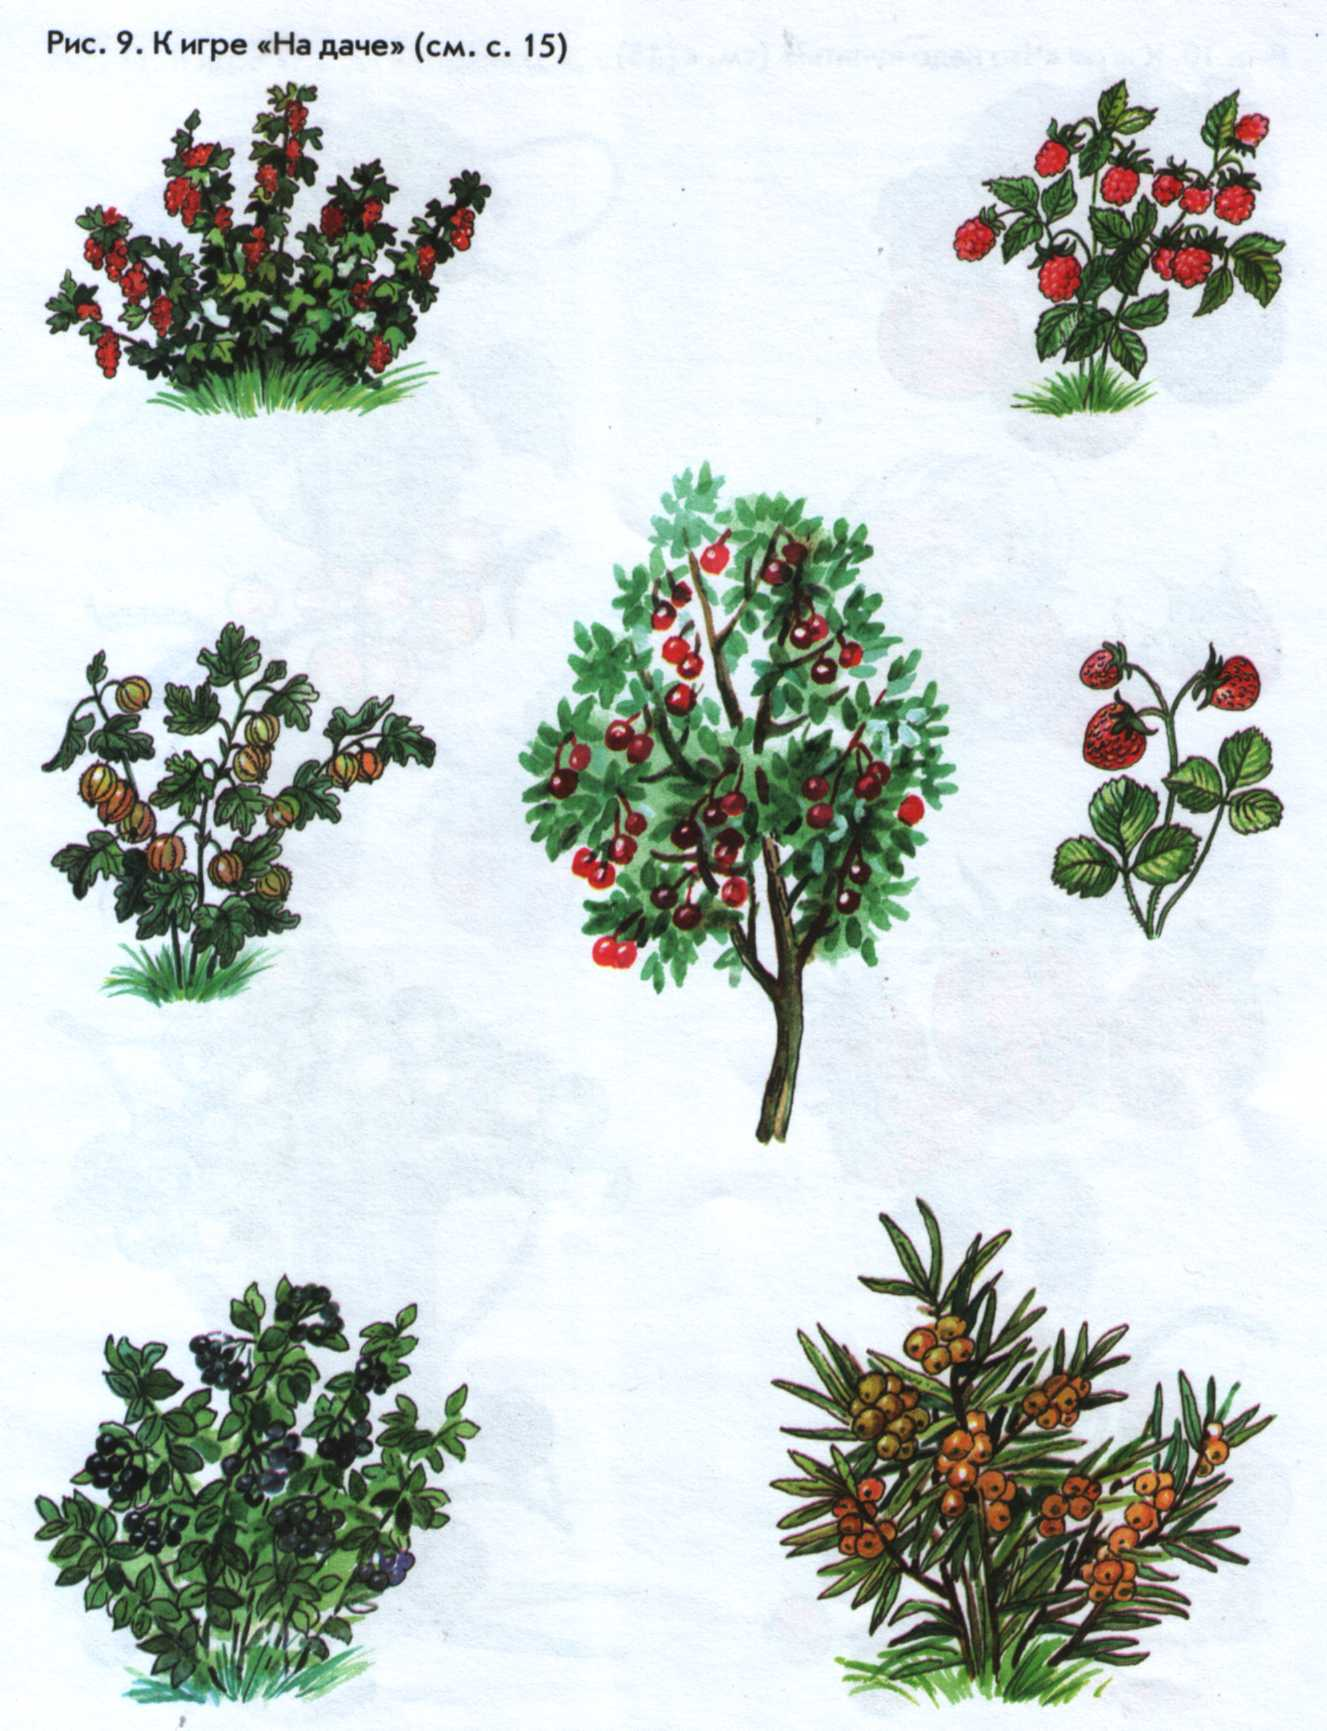 Рис. 9. К игре «На даче» (см. с. 15)